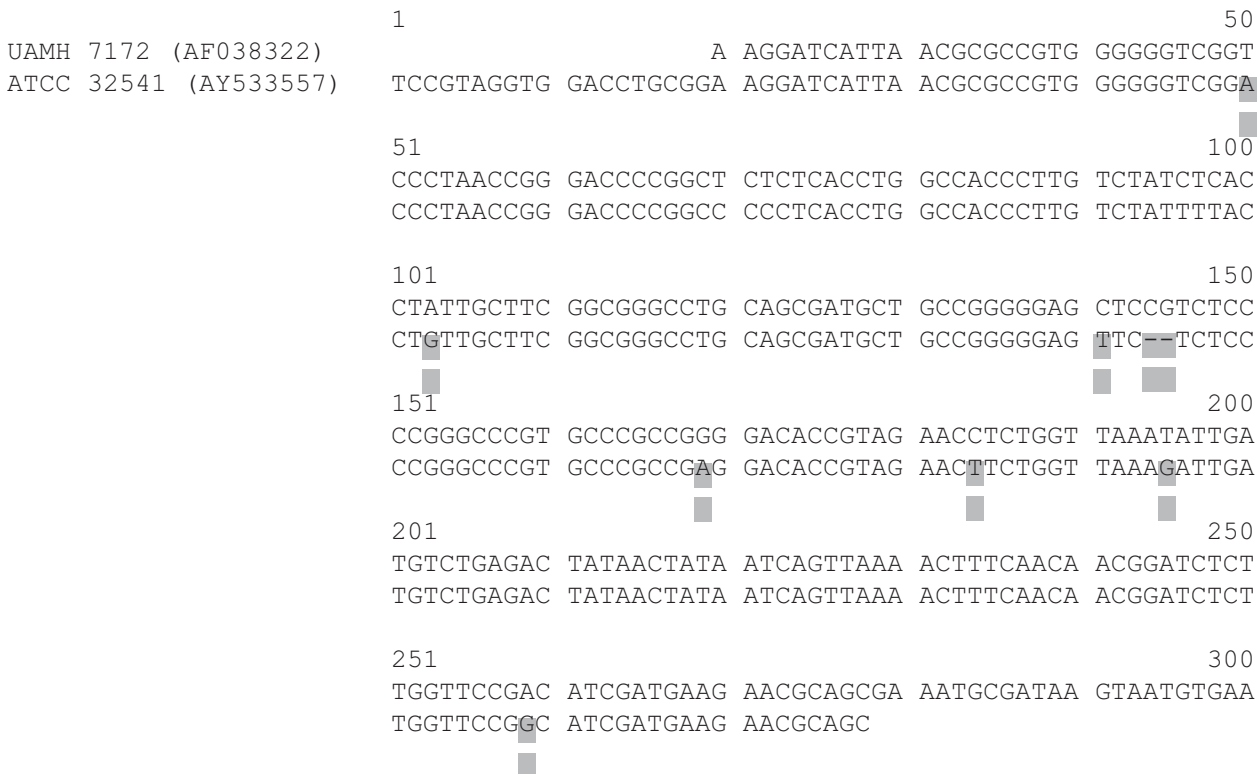 1 50
UAMH 7172 (AF038322) A AGGATCATTA ACGCGCCGTG GGGGGTCGGT
ATCC 32541 (AY533557) TCCGTAGGTG GACCTGCGGA AGGATCATTA ACGCGCCGTG GGGGGTCGGA
51 100
CCCTAACCGG GACCCCGGCT CTCTCACCTG GCCACCCTTG TCTATCTCAC
CCCTAACCGG GACCCCGGCC CCCTCACCTG GCCACCCTTG TCTATTTTAC
101 150
CTATTGCTTC GGCGGGCCTG CAGCGATGCT GCCGGGGGAG CTCCGTCTCC
CTGTTGCTTC GGCGGGCCTG CAGCGATGCT GCCGGGGGAG TTC--TCTCC
151 200
CCGGGCCCGT GCCCGCCGGG GACACCGTAG AACCTCTGGT TAAATATTGA
CCGGGCCCGT GCCCGCCGAG GACACCGTAG AACTTCTGGT TAAAGATTGA
201 250
TGTCTGAGAC TATAACTATA ATCAGTTAAA ACTTTCAACA ACGGATCTCT
TGTCTGAGAC TATAACTATA ATCAGTTAAA ACTTTCAACA ACGGATCTCT
251 300
TGGTTCCGAC ATCGATGAAG AACGCAGCGA AATGCGATAA GTAATGTGAA
TGGTTCCGGC ATCGATGAAG AACGCAGC